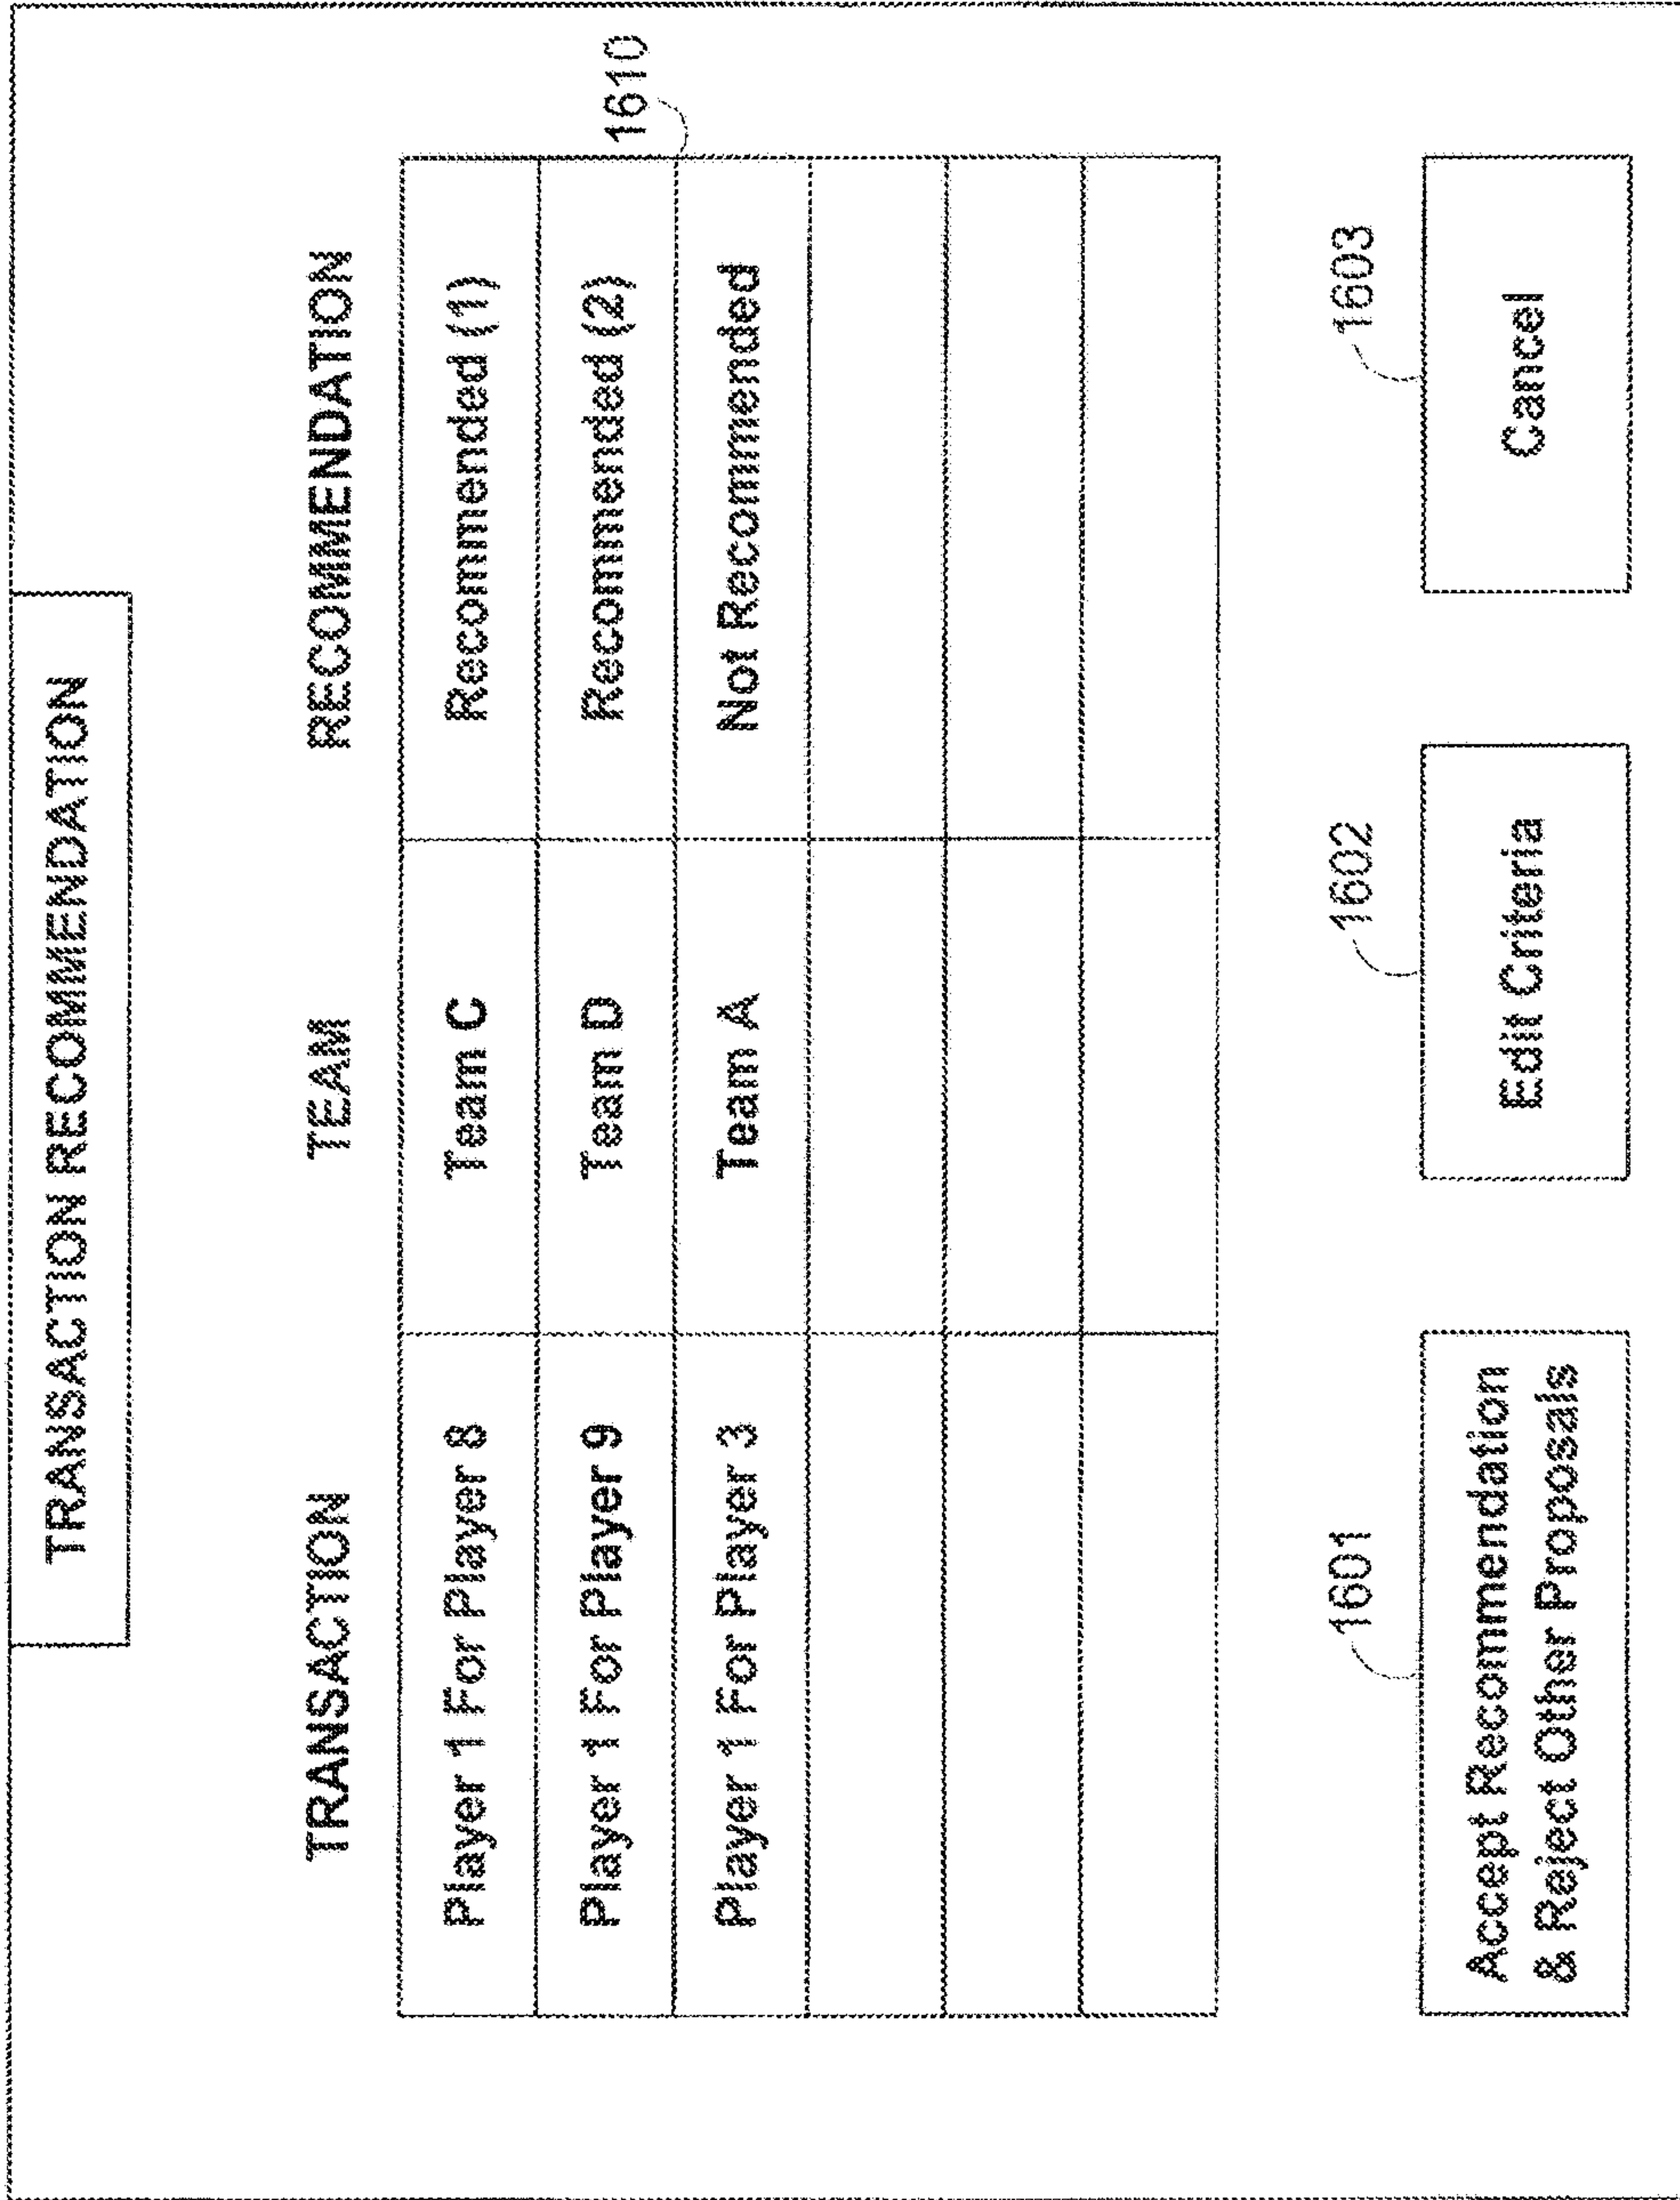 TRANSACTION RECOMMENDATION
TRANSACTION TEAM RECOMMENDATION
1610
Player 1 For Player 8 Team C Recommended (1)
Player 1 For Player 9 Team D Recommended (2)
Player 1 For Player 3 Team A Not Recommended
1601 1602 1603
Accept Recommendation
& Reject Other Proposals
Edit Criteria
Cancel